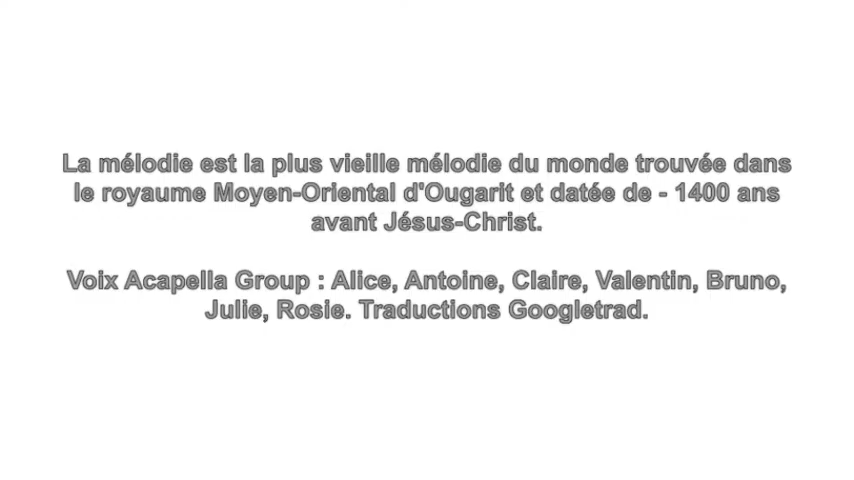 La mélodie est la plus vieille mélodie du monde trouvée dans
le royaume Moyen-Oriental d'Ougarit et datée de - 1400 ans
avant Jésus-Christ.
Voix Acapella Group : Alice, Antoine, Claire, Valentin, Bruno,
Julie, Rosie. Traductions Googletrad.